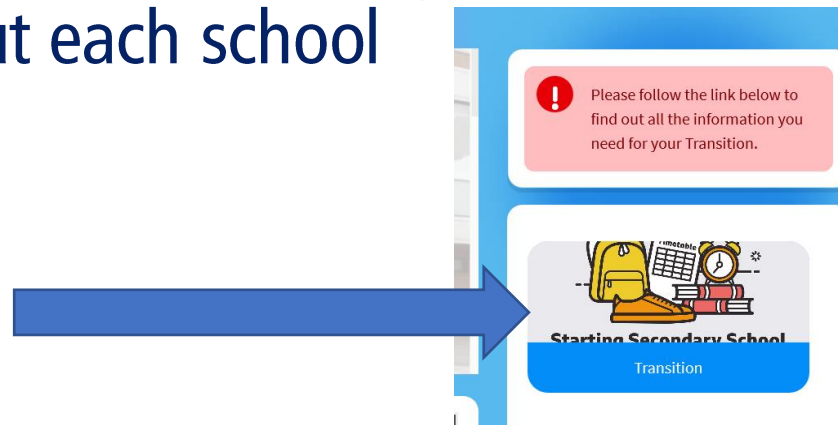 each school
Please follow the link below to
find out all the information you
need for your Transition.
Timetable
Starting Secondary School
Transition